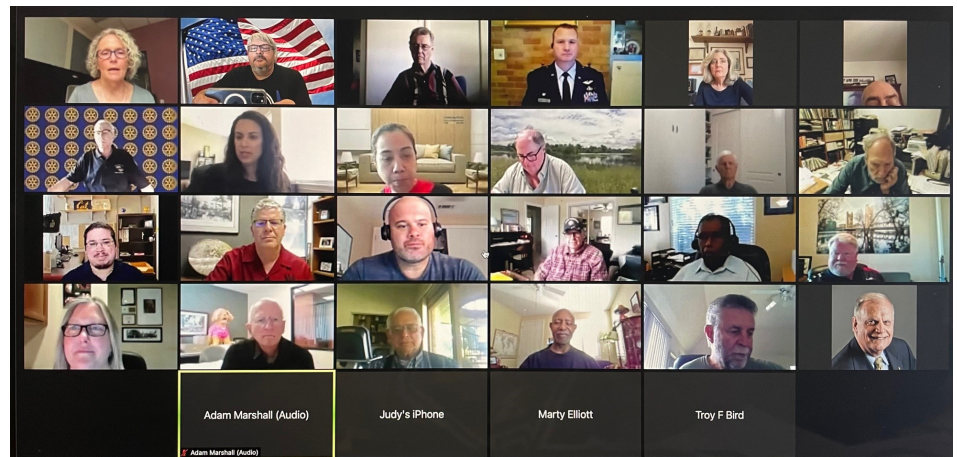 Adam Marshall (Audio)
Judy's iPhone
Marty Elliott
Troy F Bird
Adam Marshall (Audio)